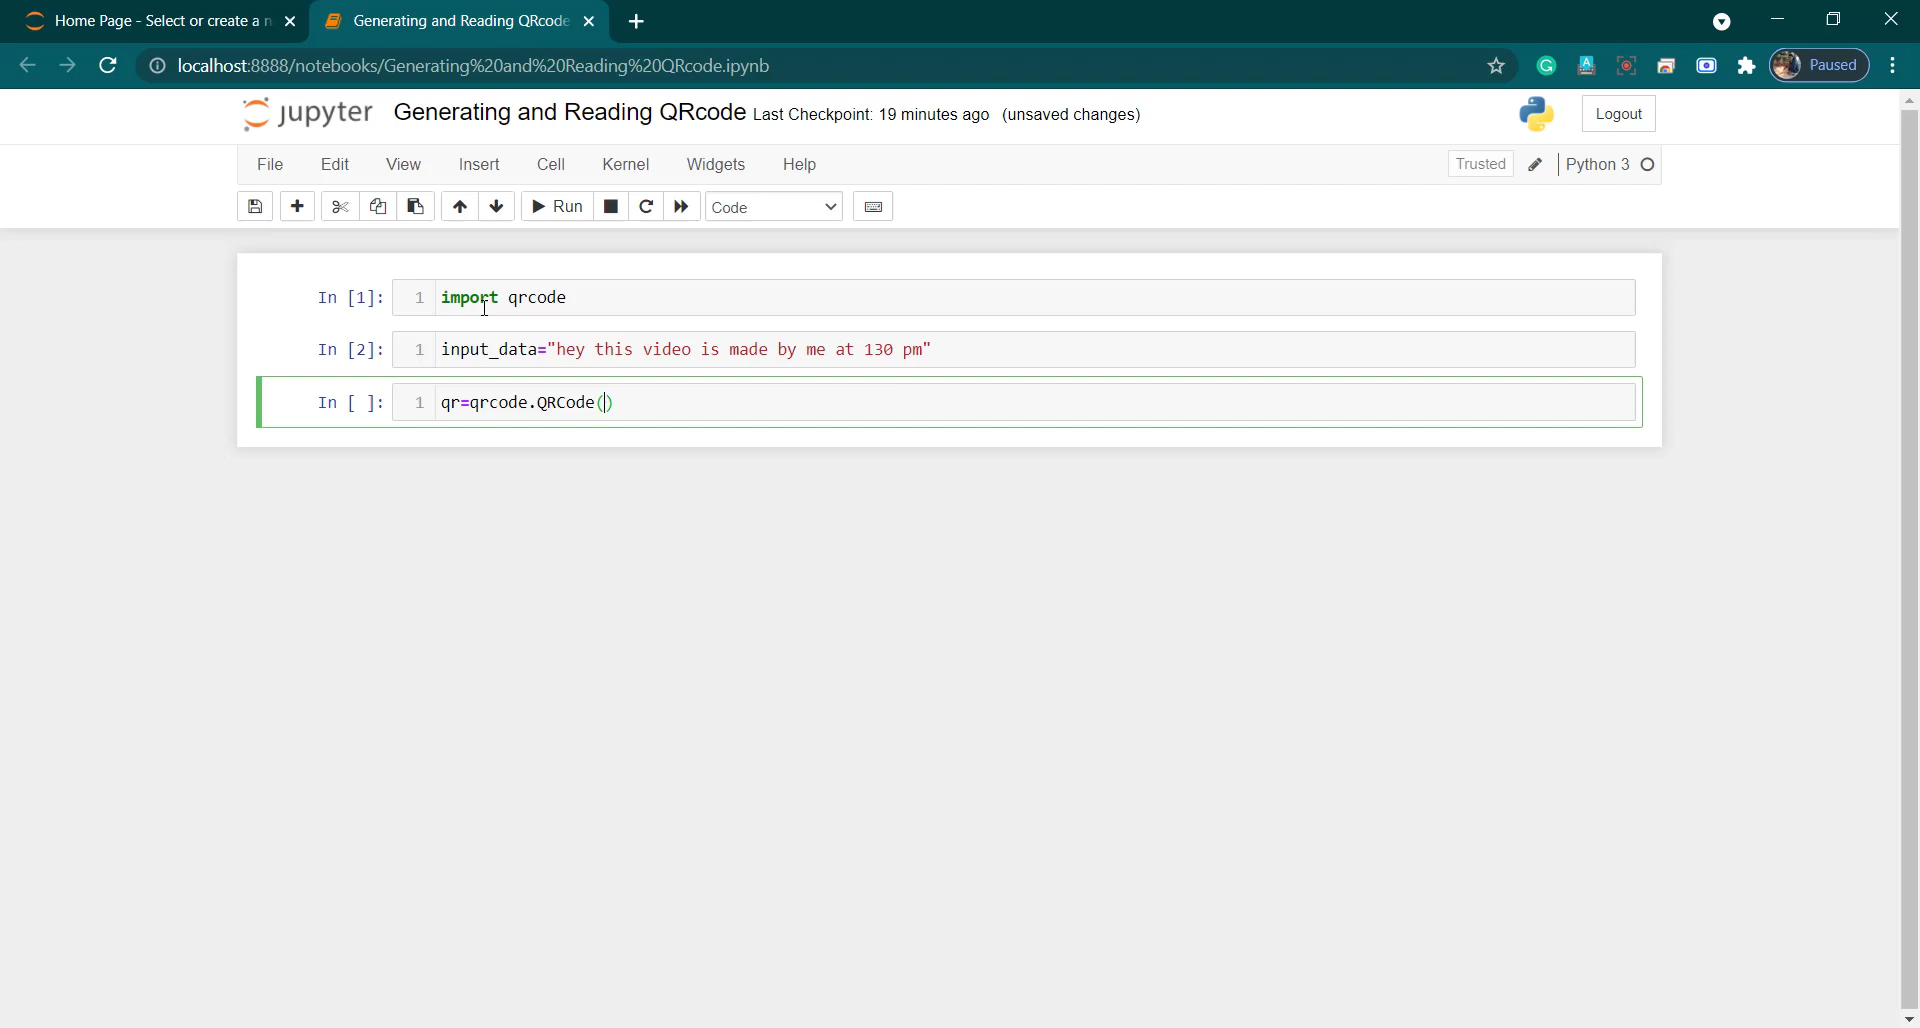 Home Page - Select or create a n
Generating and Reading QRcode
localhost:8888/notebooks/Generating%20and%20Reading%20QRcode.ipynb
Paused
jupyter Generating and Reading QRcode Last Checkpoint: 19 minutes ago (unsaved changes)
Logout
File Edit View Insert Cell Kernel Widgets Help
Trusted Python 3
Run Code
In [1]: 1 import qrcode
In [2]: 1 input_data="hey this video is made by me at 130 pm"
In [ ]: 1 qr=qrcode.QRCode()